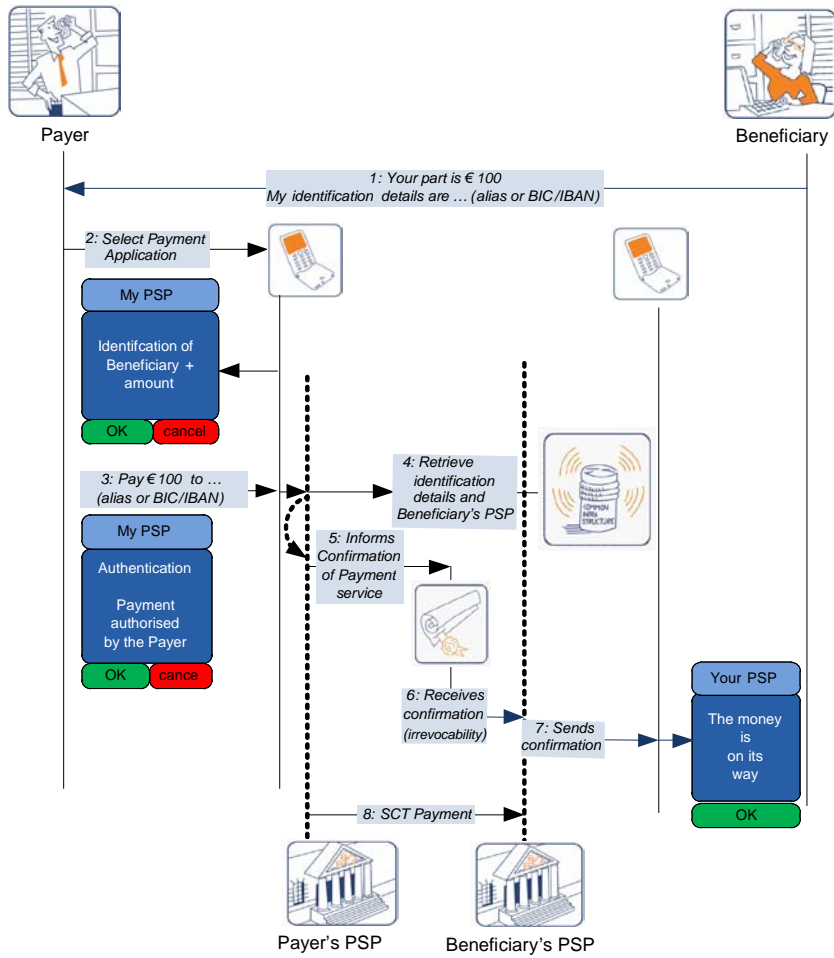 Payer
Beneficiary
1: Your part is € 100
My identification details are ... (alias or BIC/IBAN)
2: Select Payment
Application
My PSP
Identifcation of
Beneficiary +
amount
OK
cancel
3: Pay € 100 to ...
(alias or BIC/IBAN)
4: Retrieve
identification
details and
Beneficiary's PSP
COMMON
INFRA
STRUCTURE
My PSP
Authentication
Payment
authorised
by the Payer
OK
cance
5: Informs
Confirmation
of Payment
service
6: Receives
confirmation
(irrevocability)
7: Sends
confirmation
Your PSP
The money
is
on its
way
OK
8: SCT Payment
Payer's PSP
Beneficiary's PSP